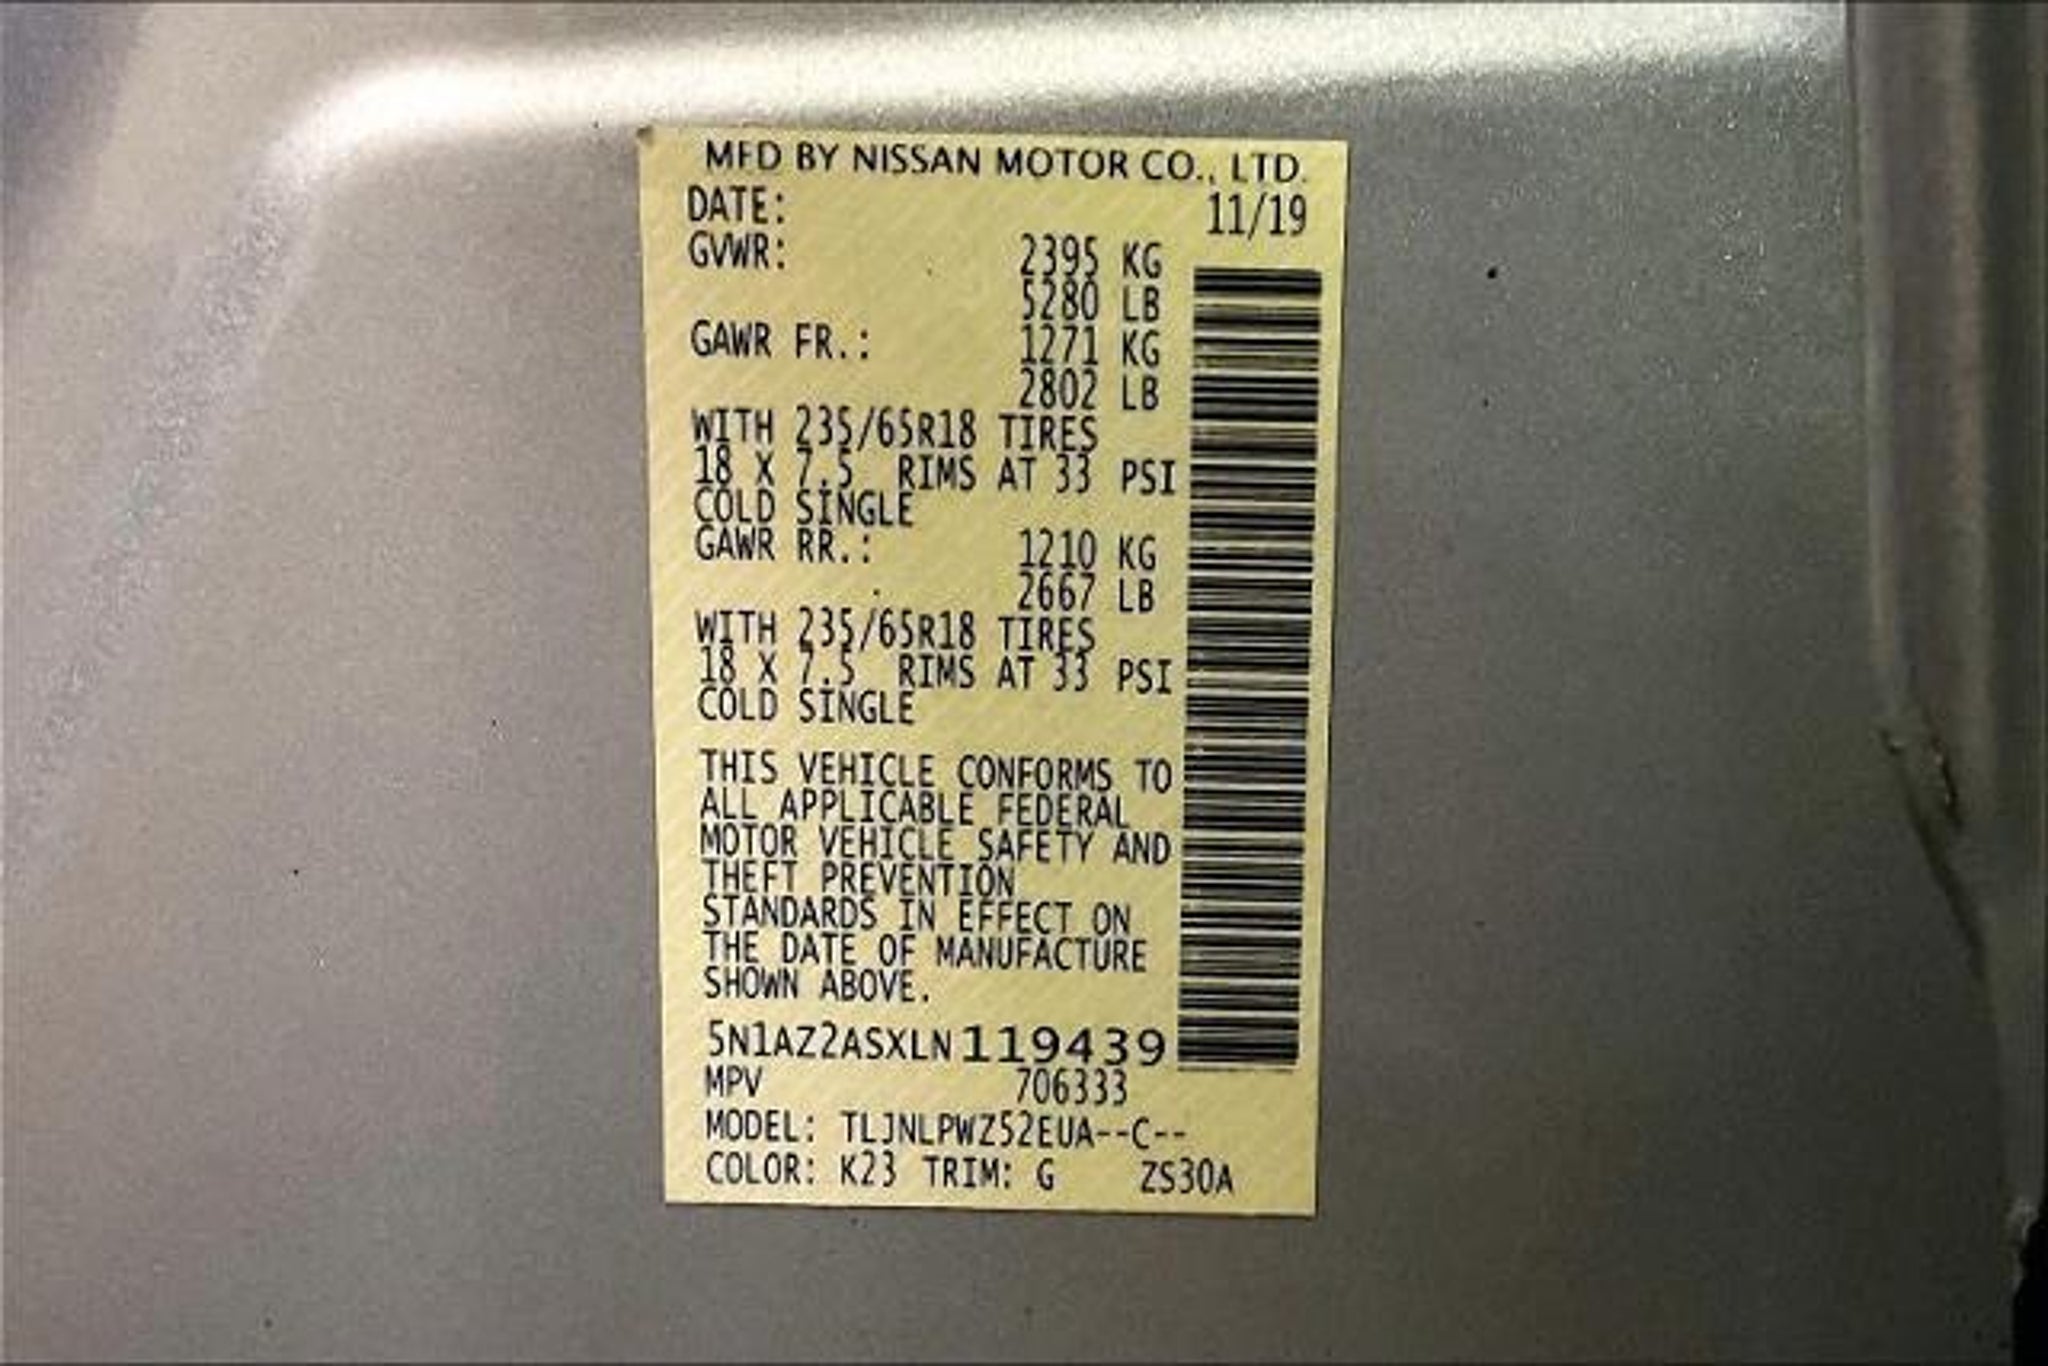 MFD BY NISSAN MOTOR CO., LTD.
DATE: 11/19
GVWR: 2395 KG
5280 LB
GAWR FR.: 1271 KG
2802 LB
WITH 235/65R18 TIRES
18 X 7.5 RIMS AT 33 PSI
COLD SINGLE
GAWR RR.: 1210 KG
2667 LB
WITH 235/65R18 TIRES
18 X 7.5 RIMS AT 33 PSI
COLD SINGLE
THIS VEHICLE CONFORMS TO
ALL APPLICABLE FEDERAL
MOTOR VEHICLE SAFETY AND
THEFT PREVENTION
STANDARDS IN EFFECT ON
THE DATE OF MANUFACTURE
SHOWN ABOVE.
5N1AZ2ASXLN119439
MPV 706333
MODEL: TLJNLPWZ52EUA--C--
COLOR: K23 TRIM: G ZS30A